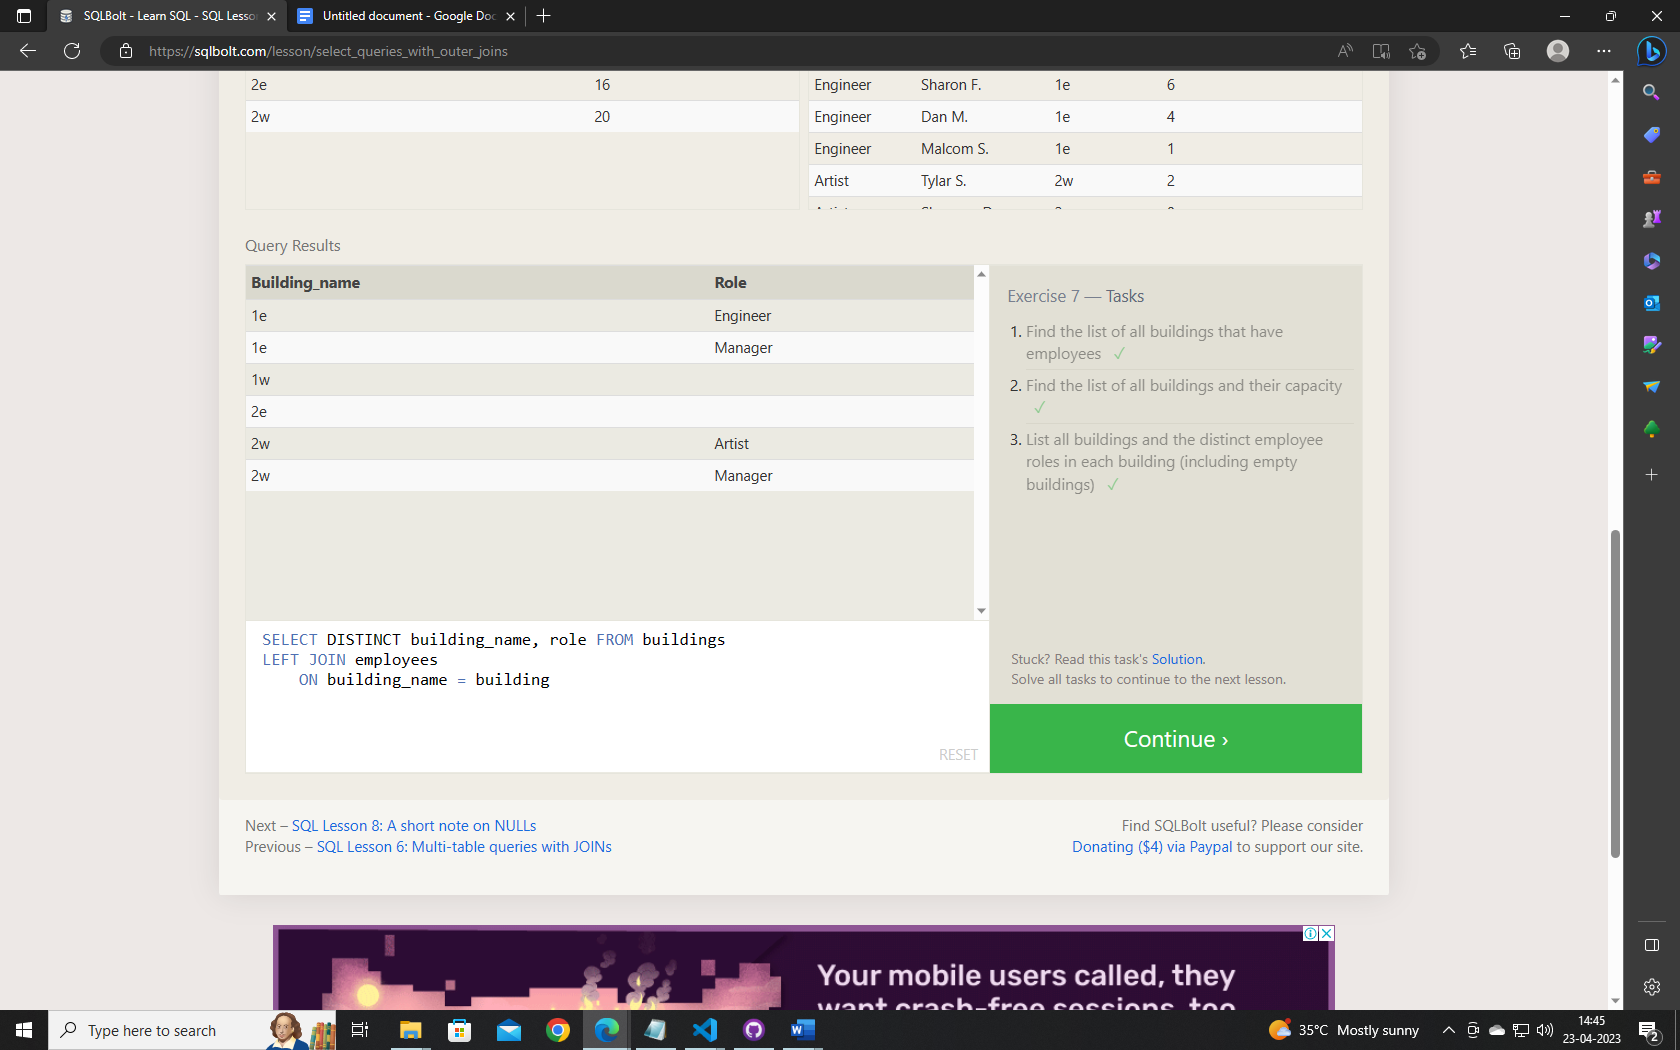 SQLBolt - Learn SQL - SQL Lesso
Untitled document - Google Doc
https://sqlbolt.com/lesson/select_queries_with_outer_joins
2e 16
2w 20
Engineer Sharon F. 1e 6
Engineer Dan M. 1e 4
Engineer Malcom S. 1e 1
Artist Tylar S. 2w 2
Query Results
Building_name Role
1e Engineer
1e Manager
1w
2e
2w Artist
2w Manager
SELECT DISTINCT building_name, role FROM buildings
LEFT JOIN employees
ON building_name = building
RESET
Exercise 7 — Tasks
1. Find the list of all buildings that have
employees ✓
2. Find the list of all buildings and their capacity
✓
3. List all buildings and the distinct employee
roles in each building (including empty
buildings) ✓
Stuck? Read this task's Solution.
Solve all tasks to continue to the next lesson.
Continue ›
Next – SQL Lesson 8: A short note on NULLs
Previous – SQL Lesson 6: Multi-table queries with JOINs
Find SQLBolt useful? Please consider
Donating ($4) via Paypal to support our site.
Your mobile users called, they
want crash-free sessions, too
Type here to search
35°C Mostly sunny
14:45
23-04-2023
2